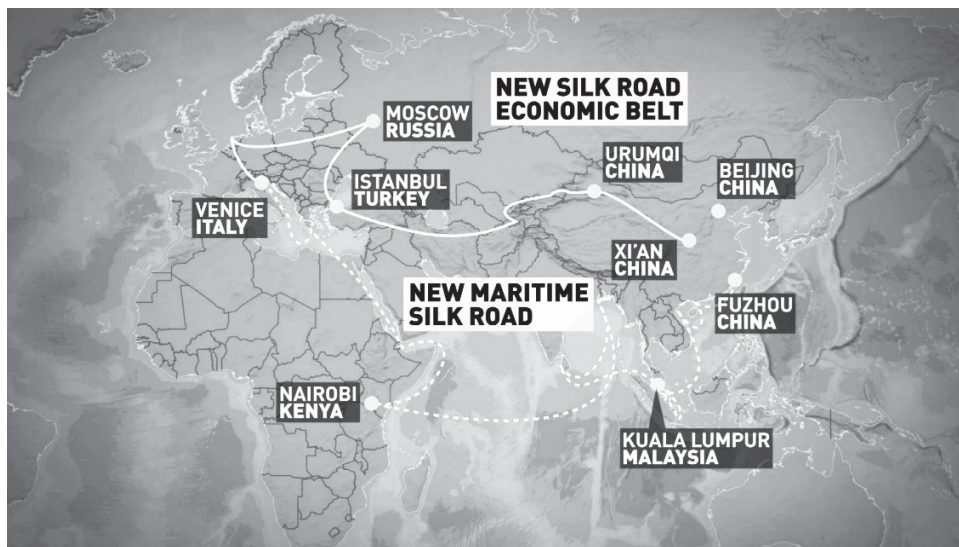 NEW SILK ROAD
ECONOMIC BELT
MOSCOW
RUSSIA
URUMQI
CHINA
BEIJING
CHINA
ISTANBUL
TURKEY
VENICE
ITALY
XI'AN
CHINA
NEW MARITIME
SILK ROAD
FUZHOU
CHINA
NAIROBI
KENYA
KUALA LUMPUR
MALAYSIA